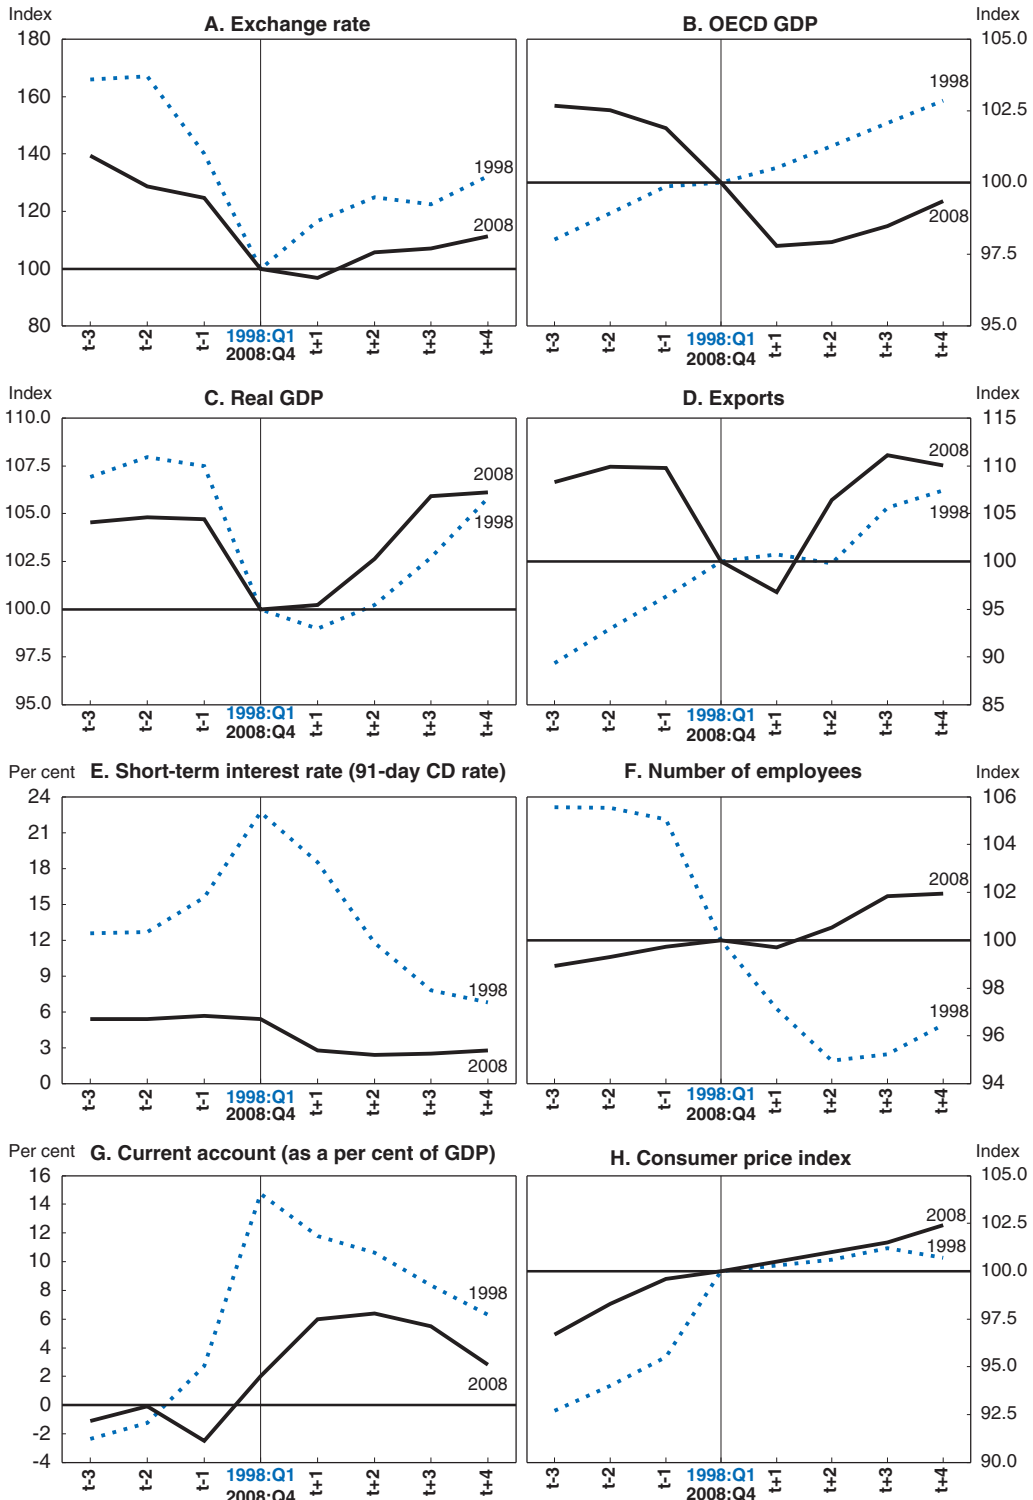 Index
A. Exchange rate
180
160
140
120
100
80
1998
2008
t-3
t-2
t-1
1998:Q1
2008:Q4
t+1
t+2
t+3
t+4
B. OECD GDP
Index
105.0
102.5
100.0
97.5
95.0
1998
2008
t-3
t-2
t-1
1998:Q1
2008:Q4
t+1
t+2
t+3
t+4
Index
C. Real GDP
110.0
107.5
105.0
102.5
100.0
97.5
95.0
2008
1998
t-3
t-2
t-1
1998:Q1
2008:Q4
t+1
t+2
t+3
t+4
D. Exports
Index
115
110
105
100
95
90
85
2008
1998
t-3
t-2
t-1
1998:Q1
2008:Q4
t+1
t+2
t+3
t+4
Per cent
E. Short-term interest rate (91-day CD rate)
24
21
18
15
12
9
6
3
0
1998
2008
t-3
t-2
t-1
1998:Q1
2008:Q4
t+1
t+2
t+3
t+4
F. Number of employees
Index
106
104
102
100
98
96
94
2008
1998
t-3
t-2
t-1
1998:Q1
2008:Q4
t+1
t+2
t+3
t+4
Per cent
G. Current account (as a per cent of GDP)
16
14
12
10
8
6
4
2
0
-2
-4
1998
2008
t-3
t-2
t-1
1998:Q1
2008:Q4
t+1
t+2
t+3
t+4
H. Consumer price index
Index
105.0
102.5
100.0
97.5
95.0
92.5
90.0
2008
1998
t-3
t-2
t-1
1998:Q1
2008:Q4
t+1
t+2
t+3
t+4